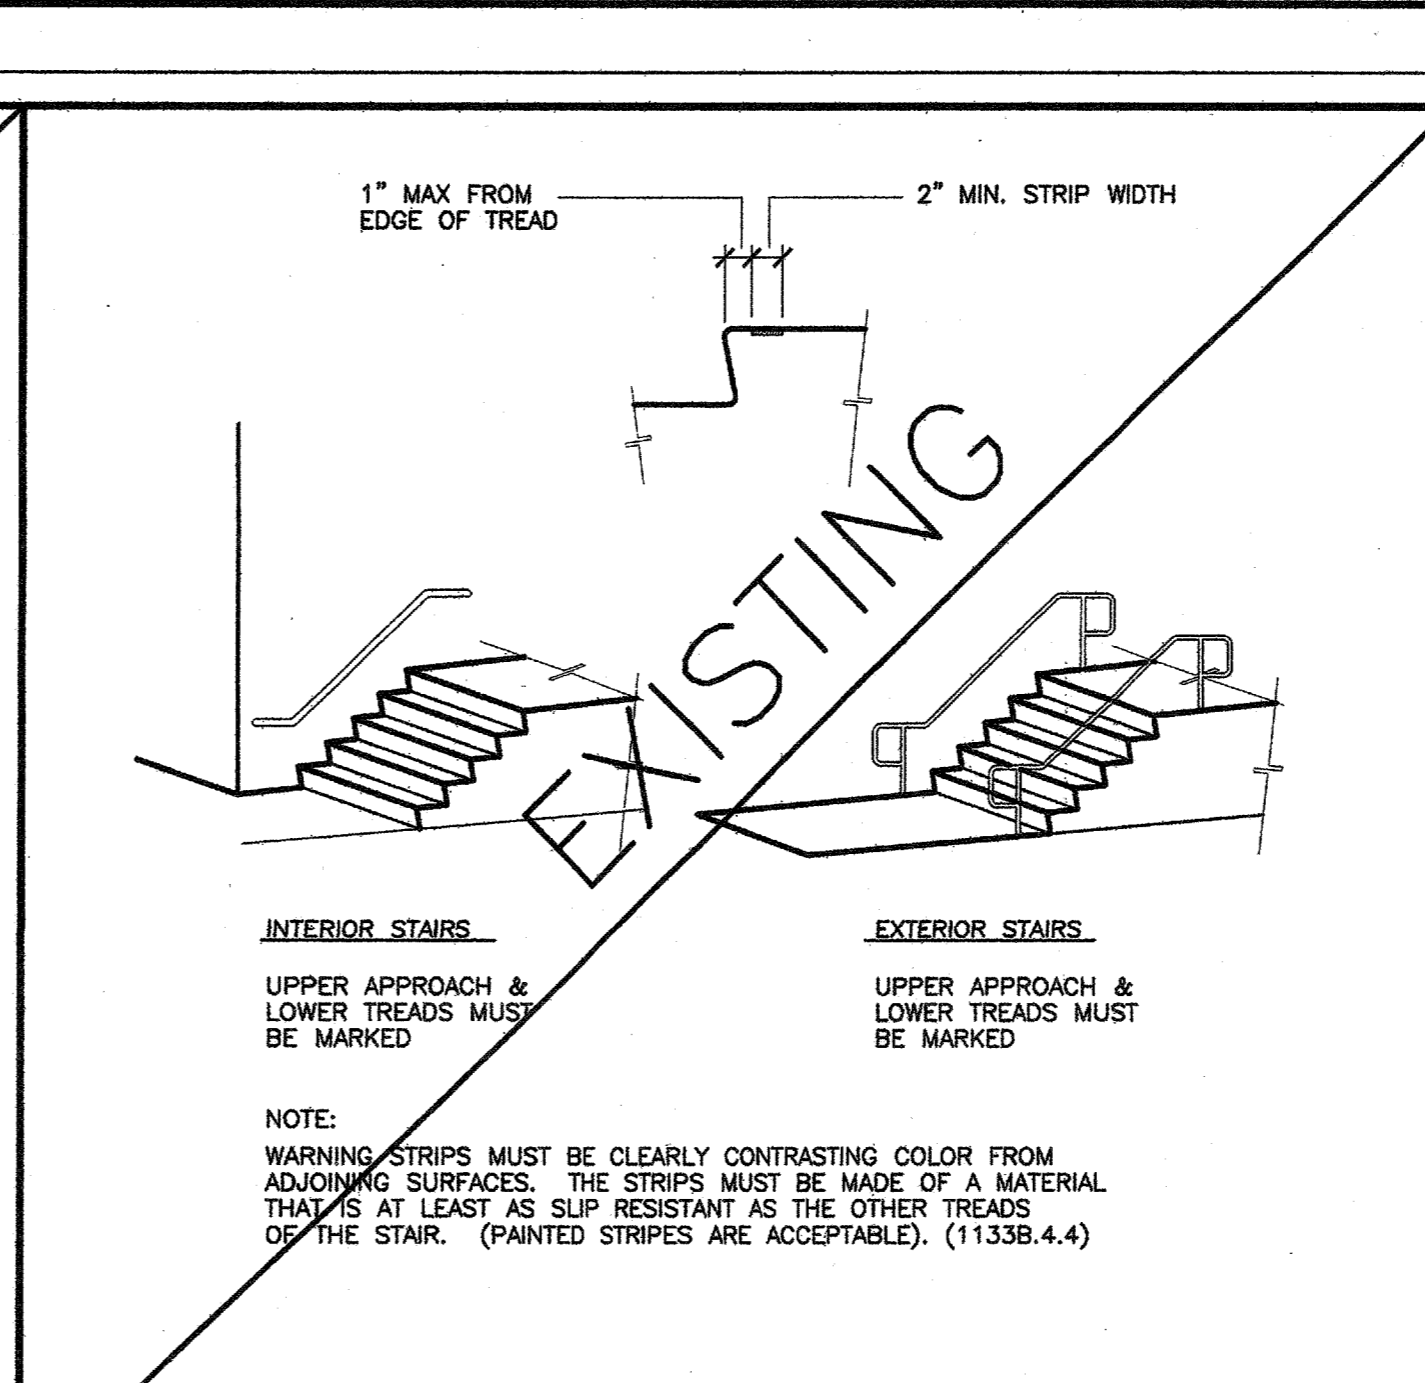 1" MAX FROM
EDGE OF TREAD
2" MIN. STRIP WIDTH
EXISTING
INTERIOR STAIRS
UPPER APPROACH &
LOWER TREADS MUST
BE MARKED
EXTERIOR STAIRS
UPPER APPROACH &
LOWER TREADS MUST
BE MARKED
NOTE:
WARNING STRIPS MUST BE CLEARLY CONTRASTING COLOR FROM
ADJOINING SURFACES. THE STRIPS MUST BE MADE OF A MATERIAL
THAT IS AT LEAST AS SLIP RESISTANT AS THE OTHER TREADS
OF THE STAIR. (PAINTED STRIPES ARE ACCEPTABLE). (1133B.4.4)